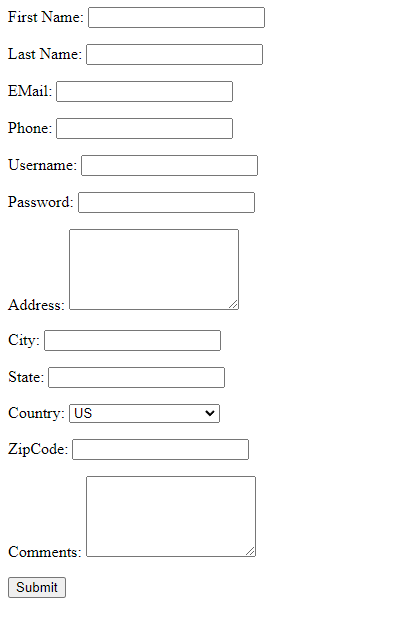 First Name:
Last Name:
EMail:
Phone:
Username:
Password:
Address:
City:
State:
Country: US
ZipCode:
Comments:
Submit